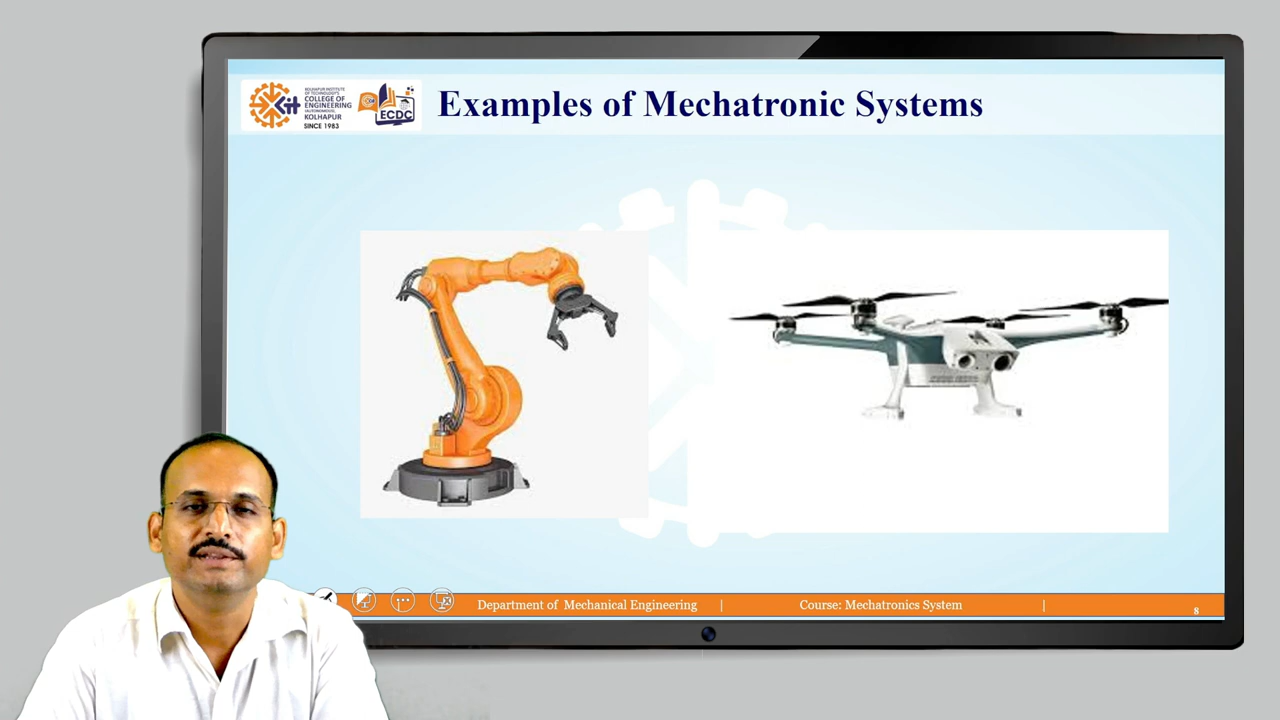 KOLHAPUR INSTITUTE
OF TECHNOLOGY'S
COLLEGE OF
ENGINEERING
(AUTONOMOUS),
KOLHAPUR
SINCE 1983
ECDC
Examples of Mechatronic Systems
Department of Mechanical Engineering | Course: Mechatronics System |
8